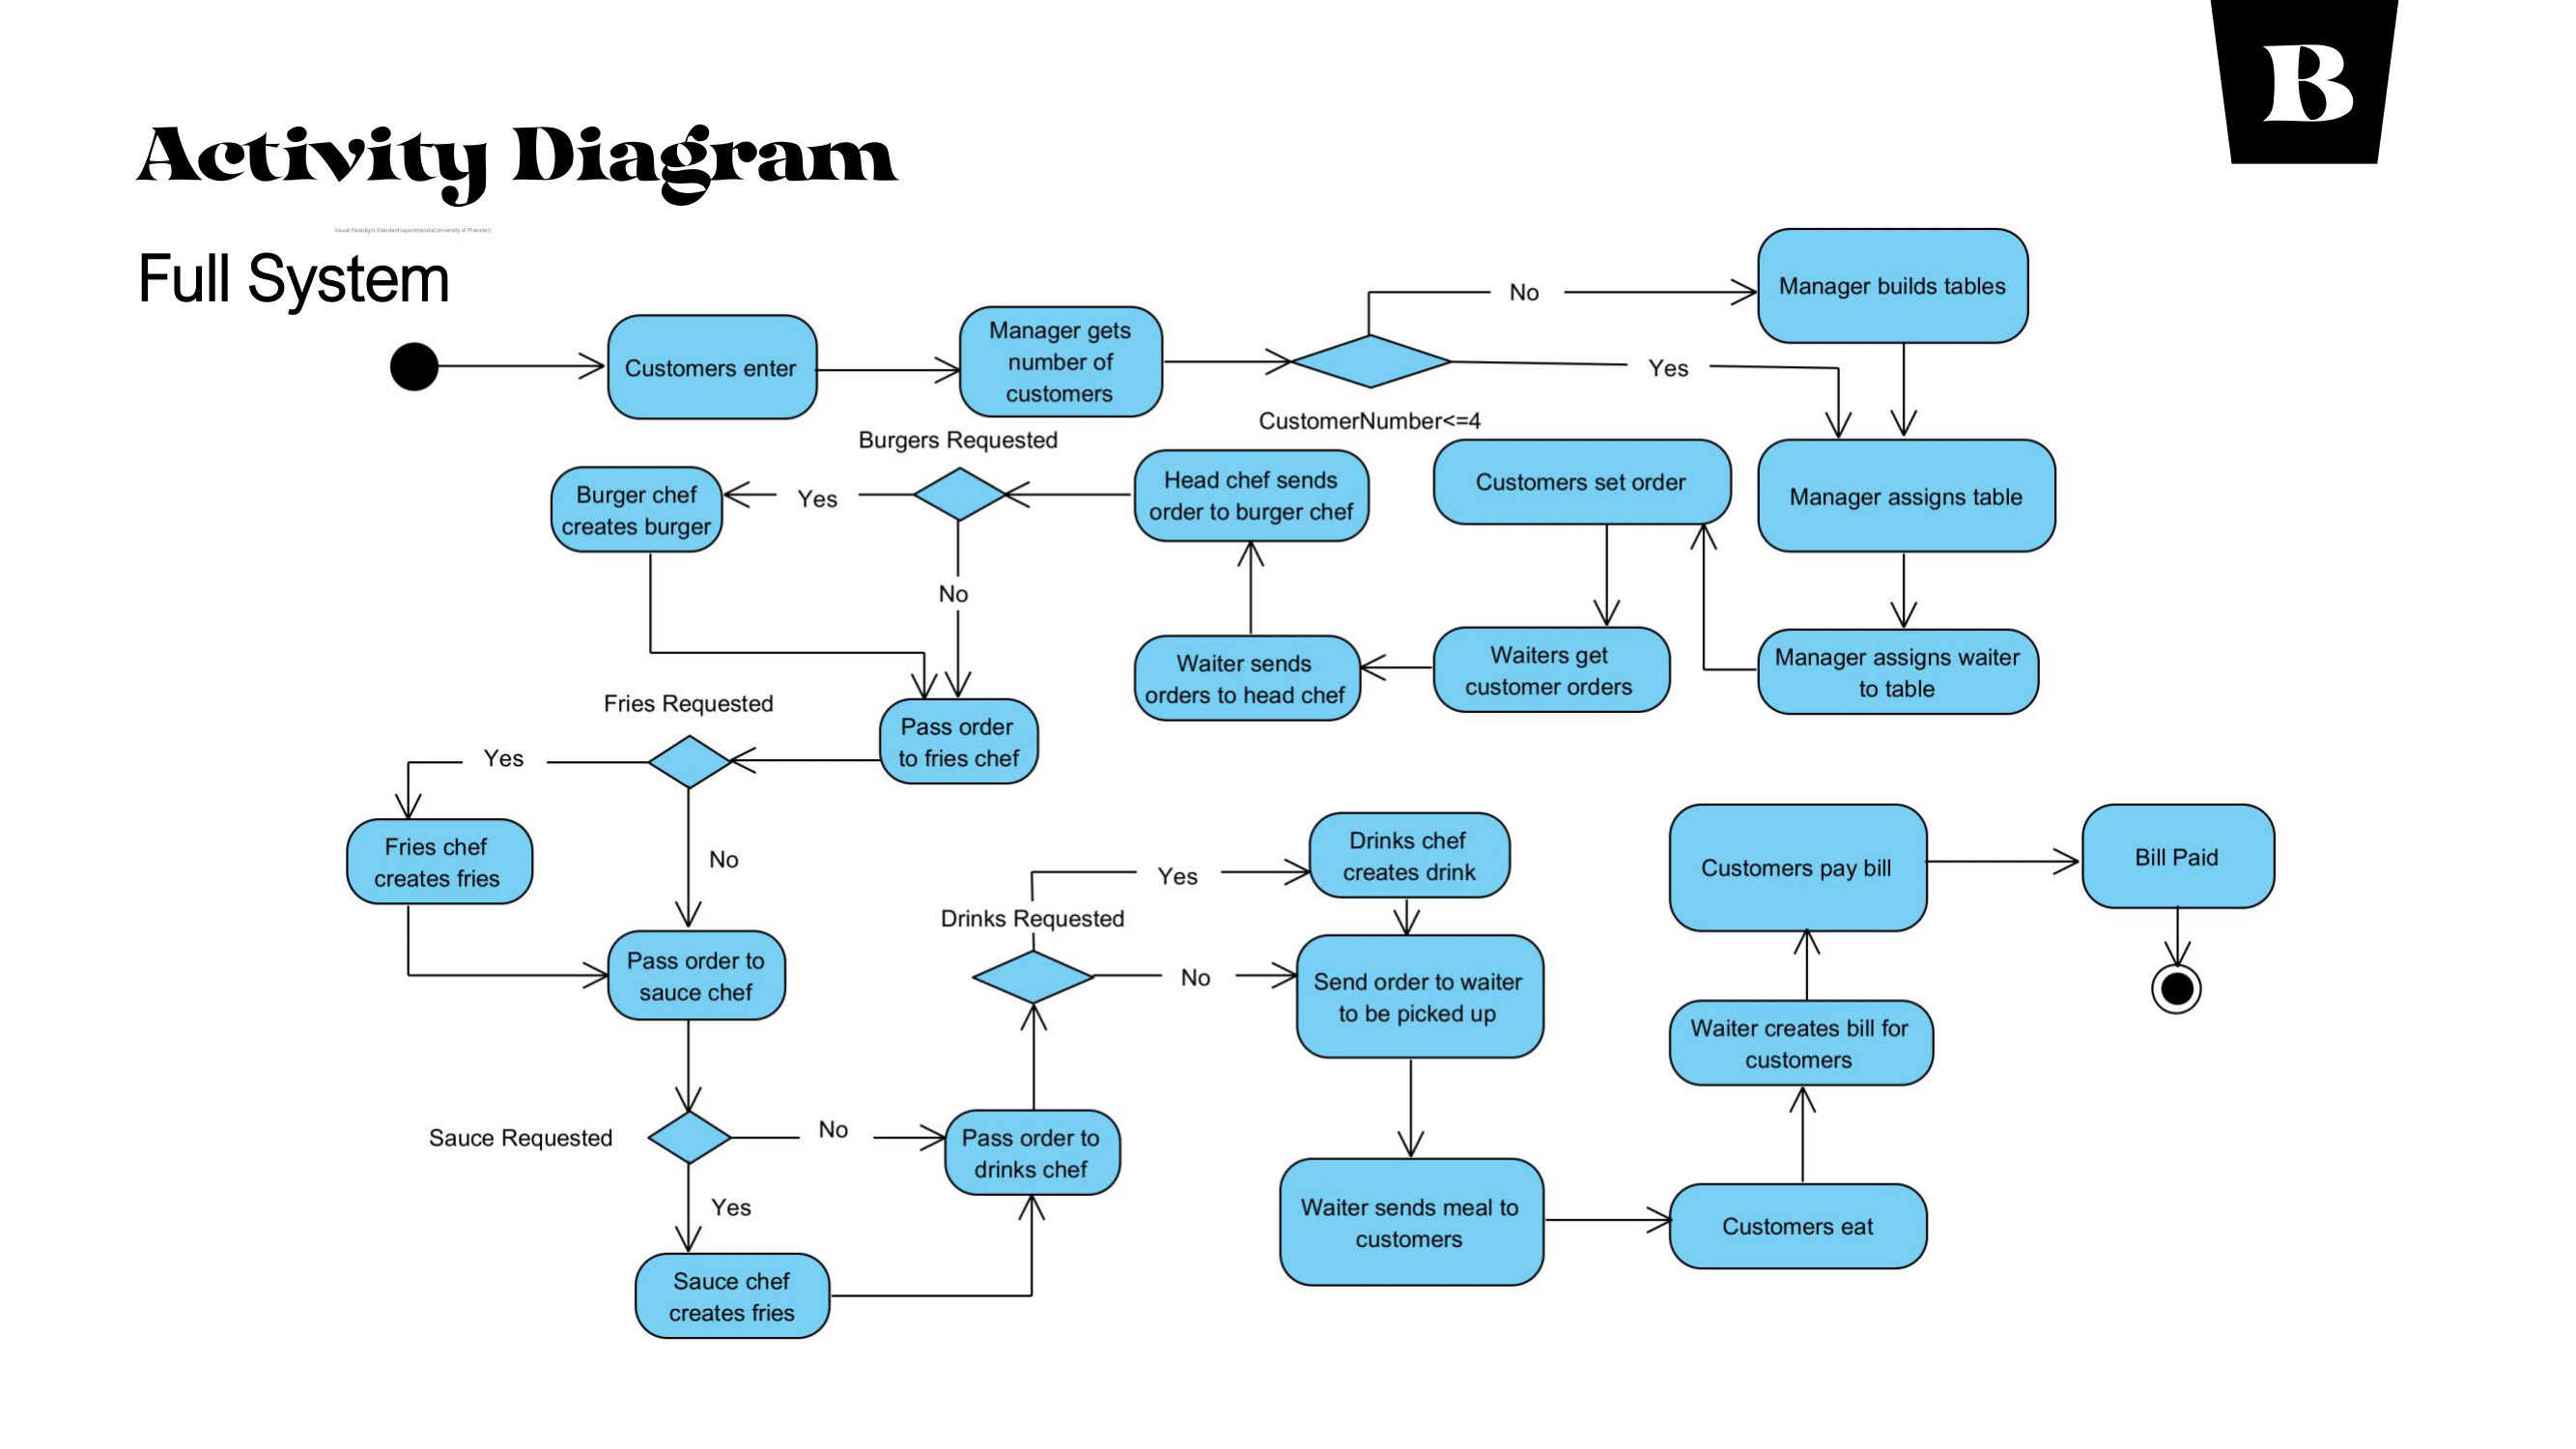 B
Activity Diagram
Visual Paradigm Standard
Full System
Customers enter
Manager gets
number of
customers
No
Manager builds tables
Yes
CustomerNumber<=4
Burgers Requested
Burger chef
creates burger
Yes
Head chef sends
order to burger chef
Customers set order
Manager assigns table
No
Waiter sends
orders to head chef
Waiters get
customer orders
Manager assigns waiter
to table
Fries Requested
Pass order
to fries chef
Yes
Fries chef
creates fries
No
Pass order to
sauce chef
Drinks Requested
Yes
Drinks chef
creates drink
No
Send order to waiter
to be picked up
Customers pay bill
Bill Paid
Waiter creates bill for
customers
Sauce Requested
No
Pass order to
drinks chef
Yes
Sauce chef
creates fries
Waiter sends meal to
customers
Customers eat